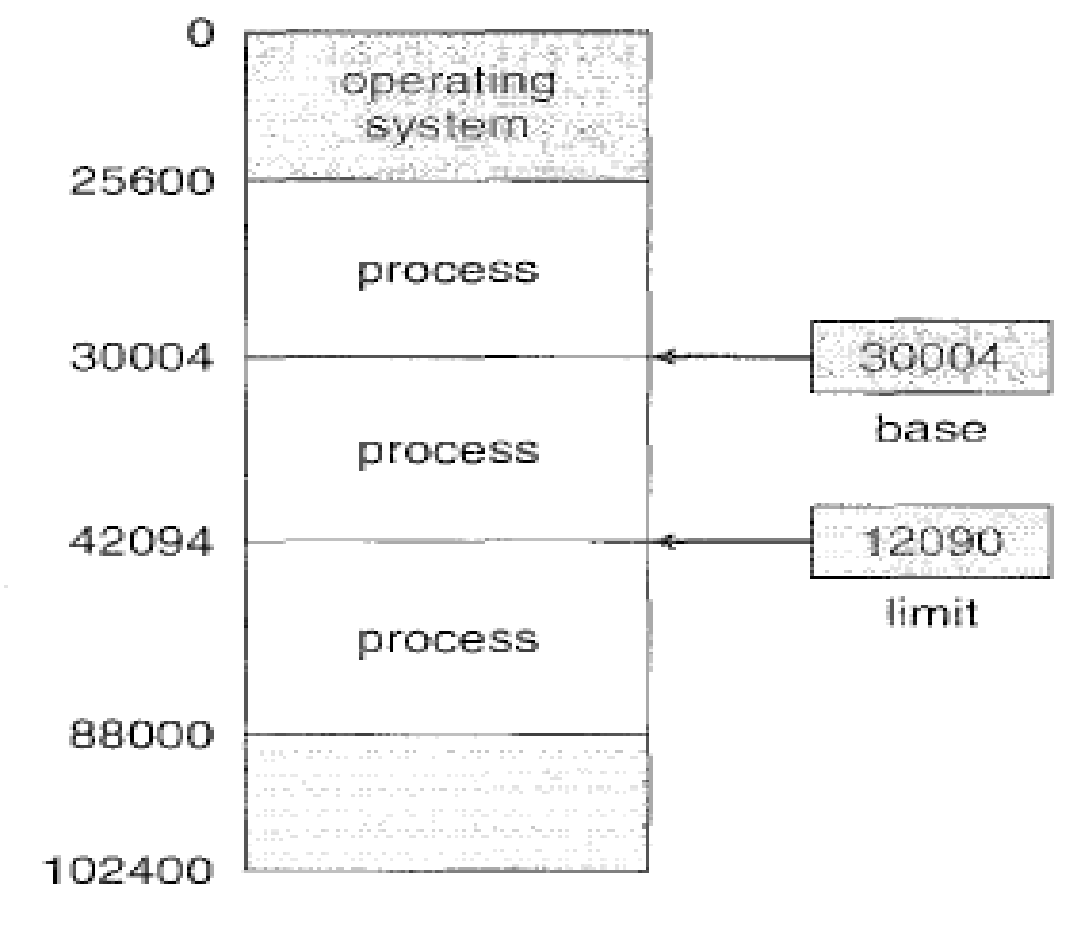 0
operating
system
25600
process
30004
30004
base
process
42094
12090
limit
process
88000
102400